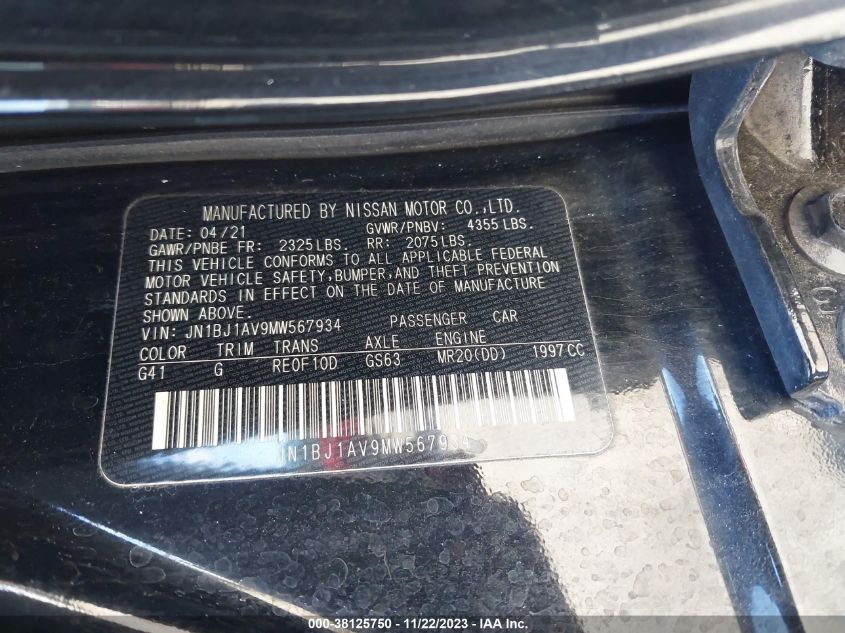 MANUFACTURED BY NISSAN MOTOR CO.,LTD.
DATE: 04/21 GVWR/PNBV: 4355 LBS.
GAWR/PNBE FR: 2325 LBS. RR: 2075 LBS.
THIS VEHICLE CONFORMS TO ALL APPLICABLE FEDERAL
MOTOR VEHICLE SAFETY, BUMPER, AND THEFT PREVENTION
STANDARDS IN EFFECT ON THE DATE OF MANUFACTURE
SHOWN ABOVE.
VIN: JN1BJ1AV9MW567934 PASSENGER CAR
COLOR TRIM TRANS AXLE ENGINE
G41 G RE0F10D GS63 MR20(DD) 1997 CC
JN1BJ1AV9MW567934
000-38125750 - 11/22/2023 - © IAA, Inc.